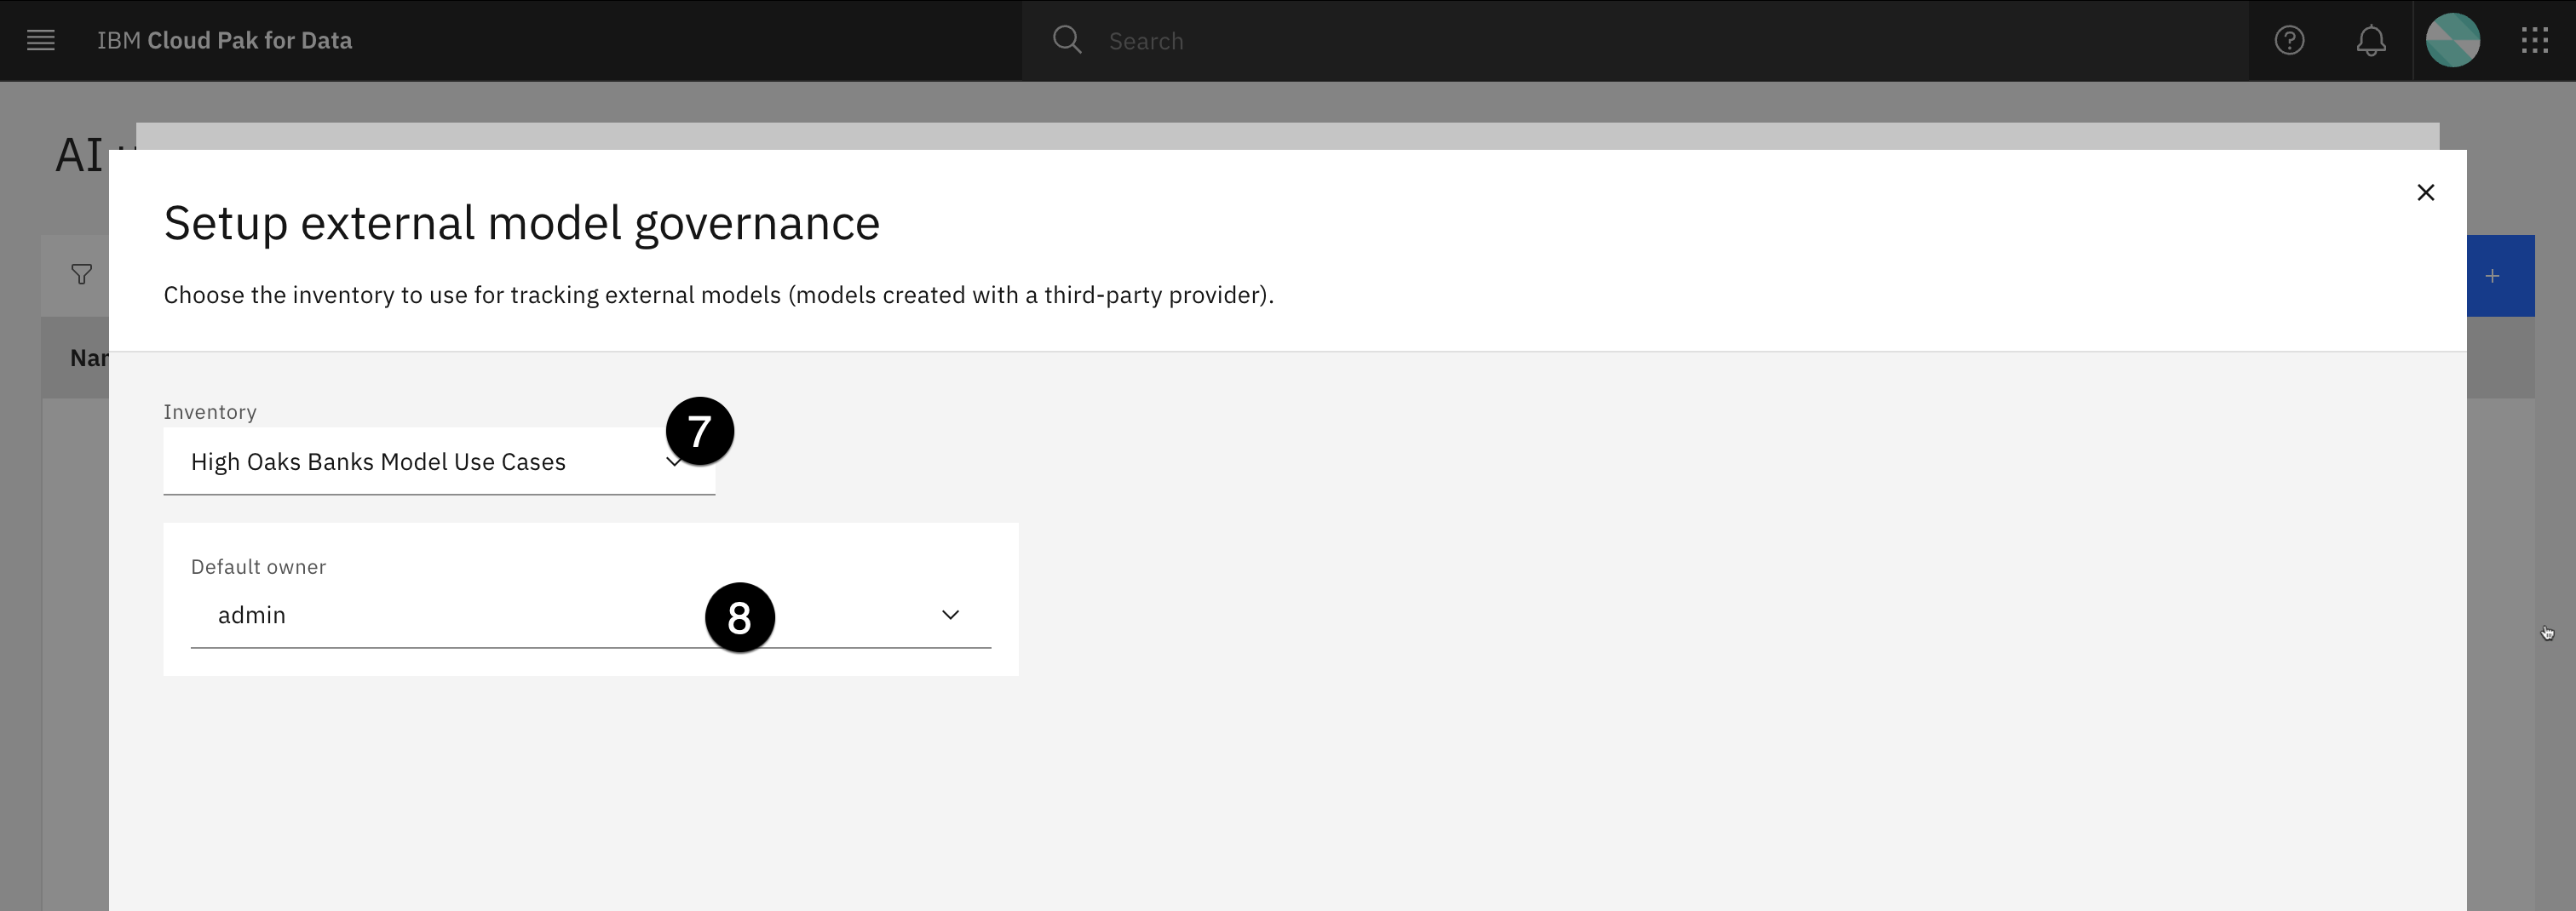 IBM Cloud Pak for Data
Search
AI
Setup external model governance
Choose the inventory to use for tracking external models (models created with a third-party provider).
Inventory
7
High Oaks Banks Model Use Cases
Default owner
admin
8